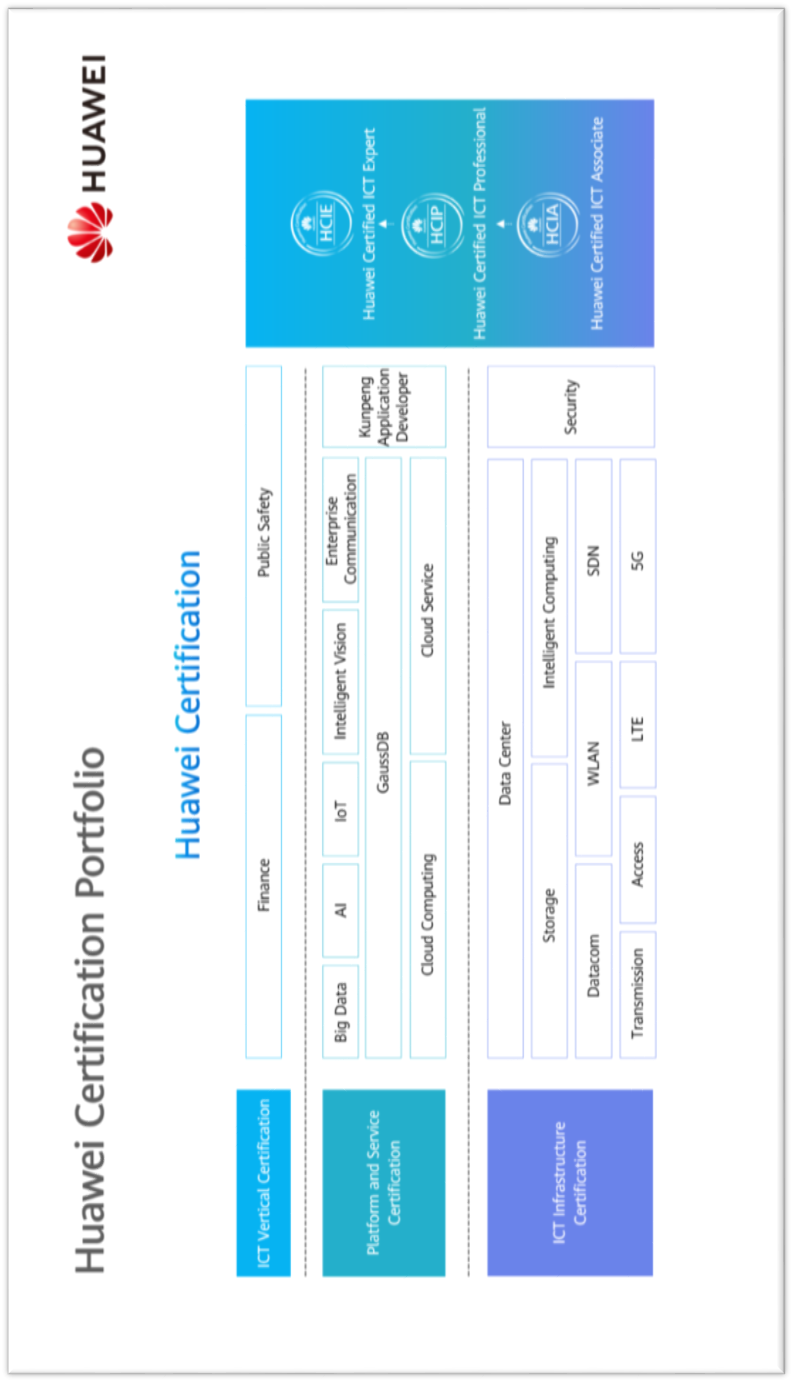 Huawei Certification Portfolio
HUAWEI
Huawei Certification
ICT Vertical Certification
Finance
Public Safety
Platform and Service
Certification
Big Data
AI
IoT
Intelligent Vision
Enterprise
Communication
GaussDB
Cloud Computing
Cloud Service
Kunpeng
Application
Developer
ICT Infrastructure
Certification
Data Center
Storage
Intelligent Computing
Datacom
WLAN
SDN
Transmission
Access
LTE
5G
Security
HCIE
Huawei Certified ICT Expert
HCIP
Huawei Certified ICT Professional
HCIA
Huawei Certified ICT Associate